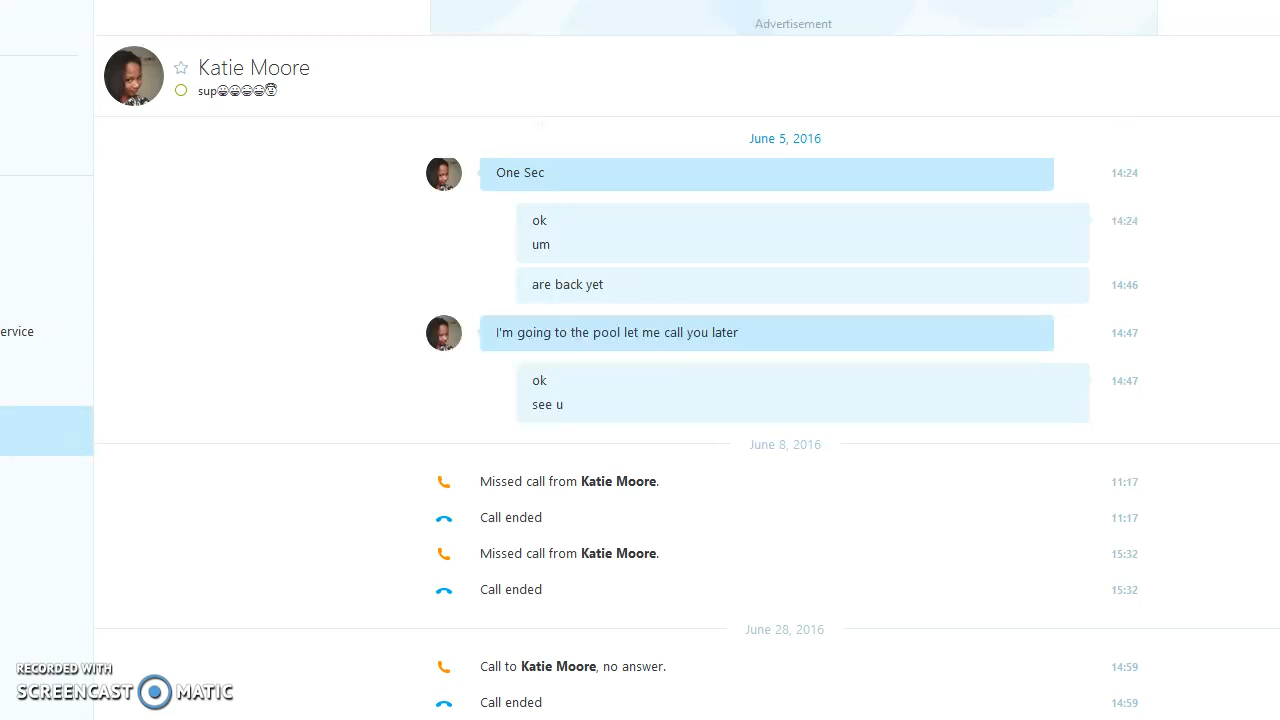 Advertisement
Katie Moore
sup😀😀😄😄😇
June 5, 2016
One Sec 14:24
ok 14:24
um
are back yet 14:46
I'm going to the pool let me call you later 14:47
ok 14:47
see u
ervice
June 8, 2016
Missed call from Katie Moore. 11:17
Call ended 11:17
Missed call from Katie Moore. 15:32
Call ended 15:32
June 28, 2016
Call to Katie Moore, no answer. 14:59
Call ended 14:59
RECORDED WITH
SCREENCAST MATIC